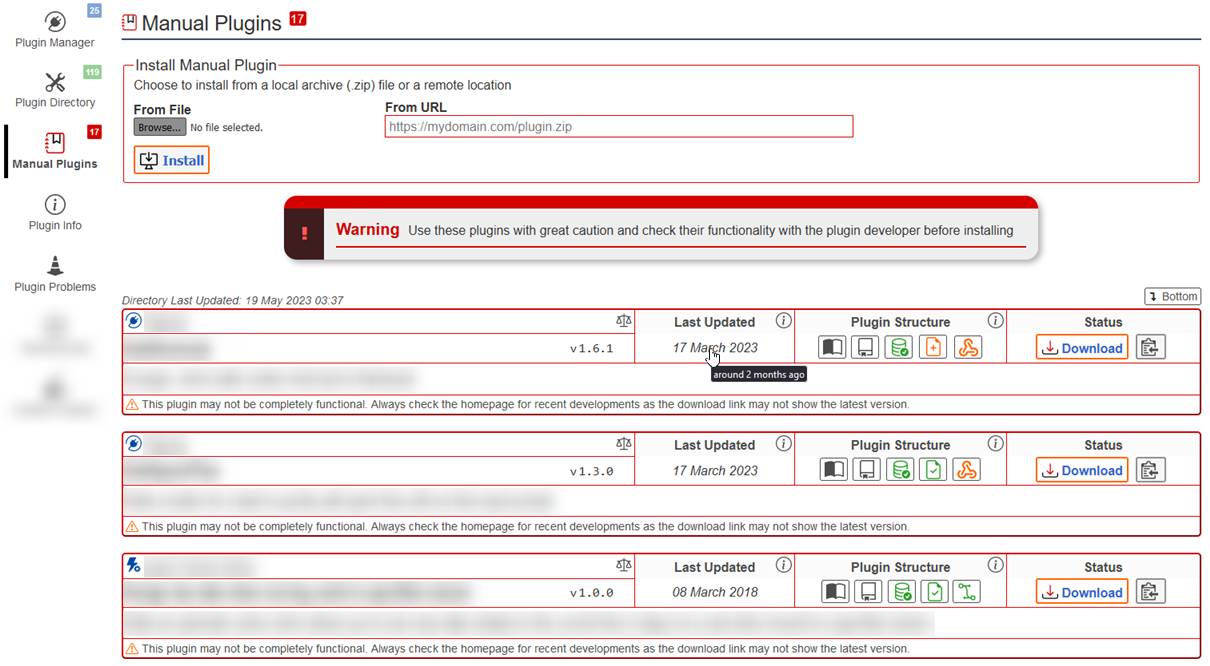 25
Plugin Manager
119
Plugin Directory
17
Manual Plugins
Plugin Info
Plugin Problems
Manual Plugins 17
Install Manual Plugin
Choose to install from a local archive (.zip) file or a remote location
From File
Browse... No file selected.
From URL
https://mydomain.com/plugin.zip
Install
! Warning Use these plugins with great caution and check their functionality with the plugin developer before installing
Directory Last Updated: 19 May 2023 03:37
Bottom
Last Updated Plugin Structure Status
v1.6.1 17 March 2023 Download
around 2 months ago
This plugin may not be completely functional. Always check the homepage for recent developments as the download link may not show the latest version.
Last Updated Plugin Structure Status
v1.3.0 17 March 2023 Download
This plugin may not be completely functional. Always check the homepage for recent developments as the download link may not show the latest version.
Last Updated Plugin Structure Status
v1.0.0 08 March 2018 Download
This plugin may not be completely functional. Always check the homepage for recent developments as the download link may not show the latest version.